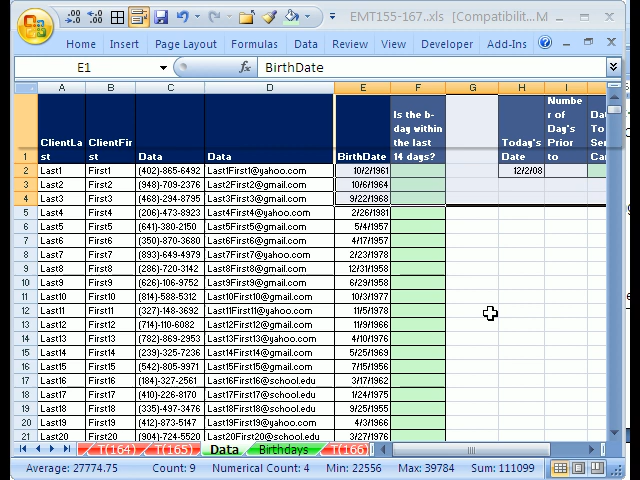 EMT155-167..xls [Compatibilit...M
Home Insert Page Layout Formulas Data Review View Developer Add-Ins
E1 BirthDate
A B C D E F G H I J
1 ClientLast ClientFirst Data Data BirthDate Is the b-day within the last 14 days? Today's Date Number of Day's Prior to
2 Last1 First1 (402)-865-6492 Last1First1@yahoo.com 10/2/1961 12/2/08
3 Last2 First2 (948)-709-2376 Last2First2@gmail.com 10/6/1964
4 Last3 First3 (468)-294-8795 Last3First3@gmail.com 9/22/1968
5 Last4 First4 (206)-473-8923 Last4First4@yahoo.com 2/26/1981
6 Last5 First5 (641)-380-2150 Last5First5@gmail.com 5/4/1957
7 Last6 First6 (350)-870-3680 Last6First6@gmail.com 4/17/1957
8 Last7 First7 (893)-649-4979 Last7First7@yahoo.com 2/23/1978
9 Last8 First8 (286)-720-3142 Last8First8@gmail.com 12/31/1958
10 Last9 First9 (626)-106-9752 Last9First9@gmail.com 6/29/1958
11 Last10 First10 (814)-588-5312 Last10First10@gmail.com 10/3/1977
12 Last11 First11 (327)-148-3692 Last11First11@yahoo.com 11/5/1978
13 Last12 First12 (714)-110-6082 Last12First12@gmail.com 11/9/1966
14 Last13 First13 (782)-869-2953 Last13First13@yahoo.com 4/10/1976
15 Last14 First14 (239)-325-7236 Last14First14@gmail.com 5/25/1969
16 Last15 First15 (542)-805-9971 Last15First15@yahoo.com 7/15/1956
17 Last16 First16 (184)-327-2561 Last16First16@school.edu 3/17/1962
18 Last17 First17 (410)-226-8170 Last17First17@school.edu 1/24/1975
19 Last18 First18 (335)-497-3476 Last18First18@school.edu 9/25/1955
20 Last19 First19 (412)-873-5147 Last19First19@yahoo.com 4/3/1966
21 Last20 First20 (904)-724-5520 Last20First20@school.edu 3/27/1976
T(164) T(165) Data Birthdays T(166)
Average: 27774.75 Count: 9 Numerical Count: 4 Min: 22556 Max: 39784 Sum: 111099